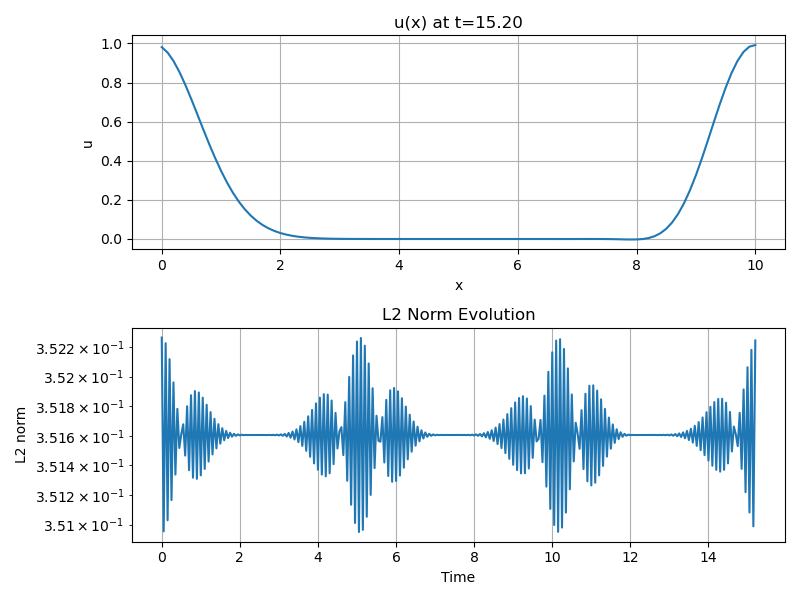 u(x) at t=15.20
1.0
0.8
0.6
0.4
0.2
0.0
u
0 2 4 6 8 10
x
L2 Norm Evolution
3.522 × 10⁻¹
3.52 × 10⁻¹
3.518 × 10⁻¹
3.516 × 10⁻¹
3.514 × 10⁻¹
3.512 × 10⁻¹
3.51 × 10⁻¹
L2 norm
0 2 4 6 8 10 12 14
Time